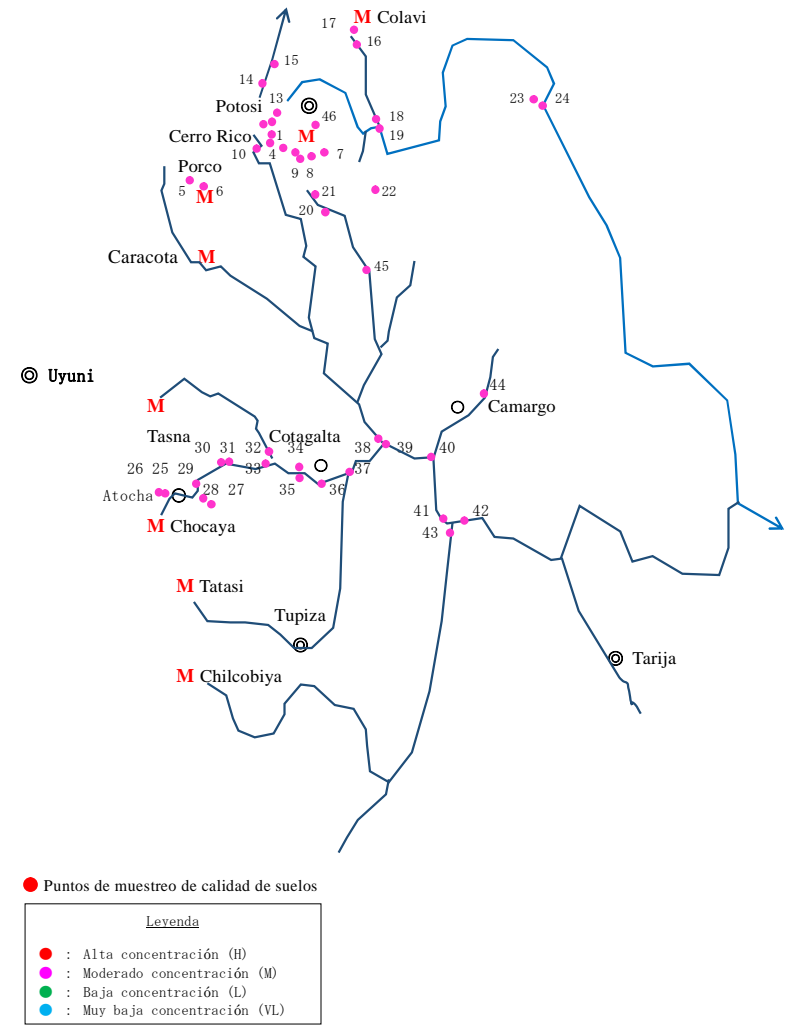 17
M Colavi
16
15
14
13
Potosi
46
18
23
24
M
Cerro Rico
1
19
10
4
7
Porco
9
8
5
6
M
21
22
20
Caracota
M
45
Uyuni
44
M
Camargo
Tasna
Cotagalta
30
31
32
34
38
39
40
26
25
29
33
37
Atocha
28
27
35
36
M Chocaya
41
42
43
M Tatasi
Tupiza
Tarija
M Chilcobiya
Puntos de muestreo de calidad de suelos
Leyenda
: Alta concentración (H)
: Moderado concentración (M)
: Baja concentración (L)
: Muy baja concentración (VL)